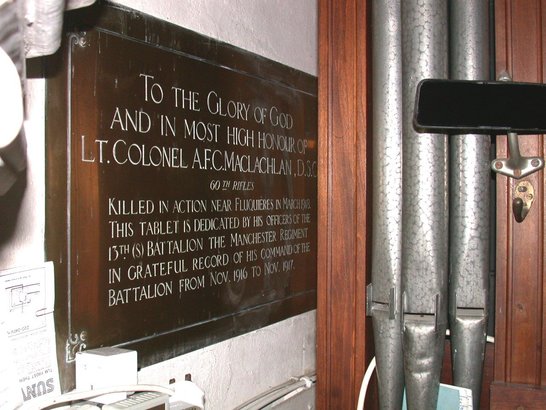 To the Glory of God
and in most high honour of
Lt. Colonel A.F.C. Maclachlan, D.S.O
60th Rifles
Killed in action near Fluquieres in March 1918.
This tablet is dedicated by his officers of the
13th (S) Battalion the Manchester Regiment
in grateful record of his command of the
Battalion from Nov. 1916 to Nov. 1917.
SUN